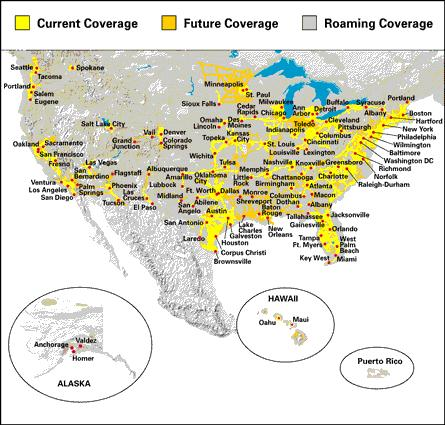 Current Coverage Future Coverage Roaming Coverage
Seattle
Tacoma
Spokane
Portland
Salem
Eugene
Minneapolis
St. Paul
Sioux Falls
Milwaukee
Ann Arbor
Detroit
Buffalo
Syracuse
Portland
Albany
Boston
Hartford
New York
Philadelphia
Wilmington
Baltimore
Washington DC
Richmond
Norfolk
Raleigh-Durham
Cedar Rapids
Chicago
Toledo
Cleveland
Pittsburgh
Omaha
Des Moines
Lincoln
Indianapolis
Columbus
Cincinnati
Salt Lake City
Vail
Denver
Grand Junction
Colorado Springs
Topeka
Kansas City
St. Louis
Louisville
Lexington
Oakland
Sacramento
San Francisco
Fresno
Las Vegas
San Bernardino
Flagstaff
Wichita
Tulsa
Nashville
Knoxville
Greensboro
Ventura
Los Angeles
San Diego
Palm Springs
Phoenix
Tucson
Las Cruces
El Paso
Albuquerque
Amarillo
Oklahoma City
Memphis
Chattanooga
Charlotte
Lubbock
Little Rock
Birmingham
Atlanta
Midland
Ft. Worth
Dallas
Monroe
Columbus
Macon
San Angelo
Abilene
Shreveport
Dothan
Albany
Austin
Baton Rouge
Tallahassee
Jacksonville
San Antonio
Lake Charles
New Orleans
Gainesville
Orlando
Laredo
Houston
Galveston
Tampa
Ft. Myers
West Palm Beach
Corpus Christi
Brownsville
Key West
Miami
HAWAII
Oahu
Maui
Anchorage
Valdez
Homer
ALASKA
Puerto Rico